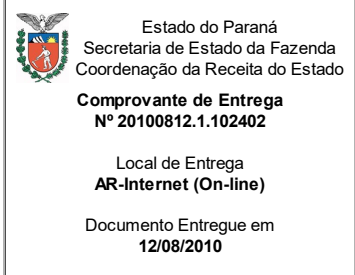 Estado do Paraná
Secretaria de Estado da Fazenda
Coordenação da Receita do Estado
Comprovante de Entrega
Nº 20100812.1.102402
Local de Entrega
AR-Internet (On-line)
Documento Entregue em
12/08/2010